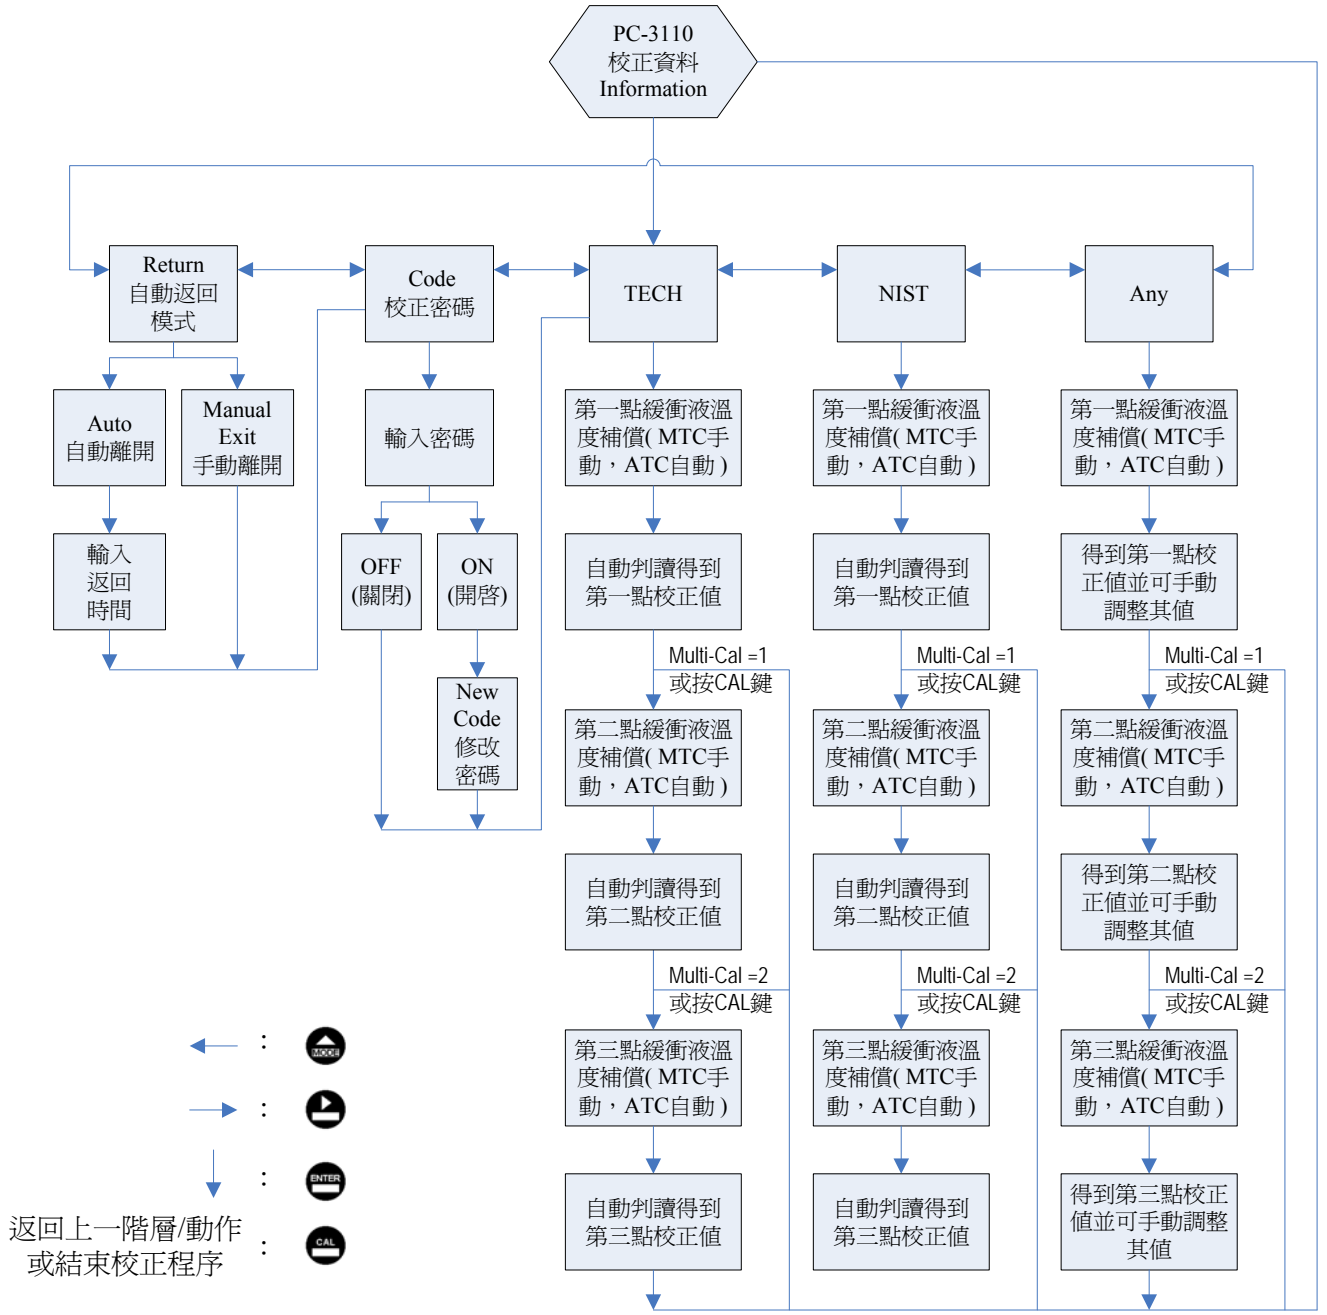 PC-3110
校正資料
Information
Return
自動返回
模式
Code
校正密碼
TECH
NIST
Any
Auto
自動離開
Manual
Exit
手動離開
輸入密碼
第一點緩衝液溫
度補償( MTC手
動，ATC自動 )
第一點緩衝液溫
度補償( MTC手
動，ATC自動 )
第一點緩衝液溫
度補償( MTC手
動，ATC自動 )
輸入
返回
時間
OFF
(關閉)
ON
(開啓)
自動判讀得到
第一點校正值
自動判讀得到
第一點校正值
得到第一點校
正值並可手動
調整其值
Multi-Cal =1
或按CAL鍵
Multi-Cal =1
或按CAL鍵
Multi-Cal =1
或按CAL鍵
New
Code
修改
密碼
第二點緩衝液溫
度補償( MTC手
動，ATC自動 )
第二點緩衝液溫
度補償( MTC手
動，ATC自動 )
第二點緩衝液溫
度補償( MTC手
動，ATC自動 )
自動判讀得到
第二點校正值
自動判讀得到
第二點校正值
得到第二點校
正值並可手動
調整其值
Multi-Cal =2
或按CAL鍵
Multi-Cal =2
或按CAL鍵
Multi-Cal =2
或按CAL鍵
第三點緩衝液溫
度補償( MTC手
動，ATC自動 )
第三點緩衝液溫
度補償( MTC手
動，ATC自動 )
第三點緩衝液溫
度補償( MTC手
動，ATC自動 )
自動判讀得到
第三點校正值
自動判讀得到
第三點校正值
得到第三點校正
值並可手動調整
其值
： MODE
：
： ENTER
返回上一階層/動作
或結束校正程序
： CAL